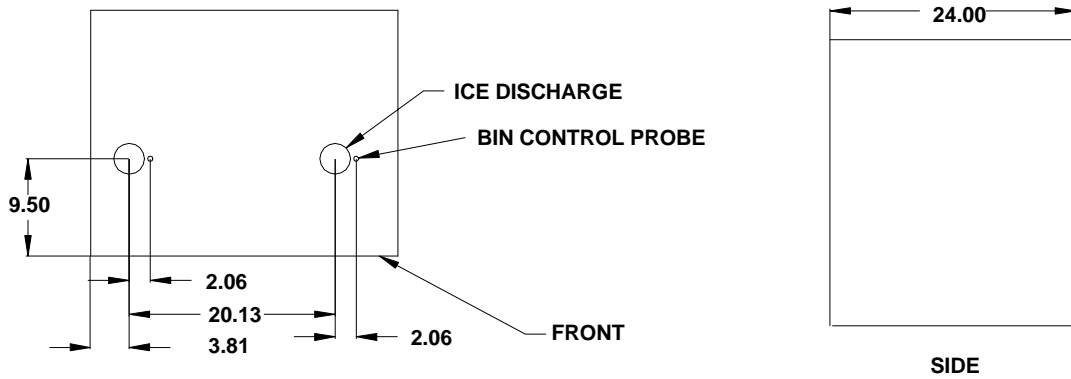 24.00
ICE DISCHARGE
BIN CONTROL PROBE
9.50
2.06
20.13
3.81
2.06
FRONT
SIDE